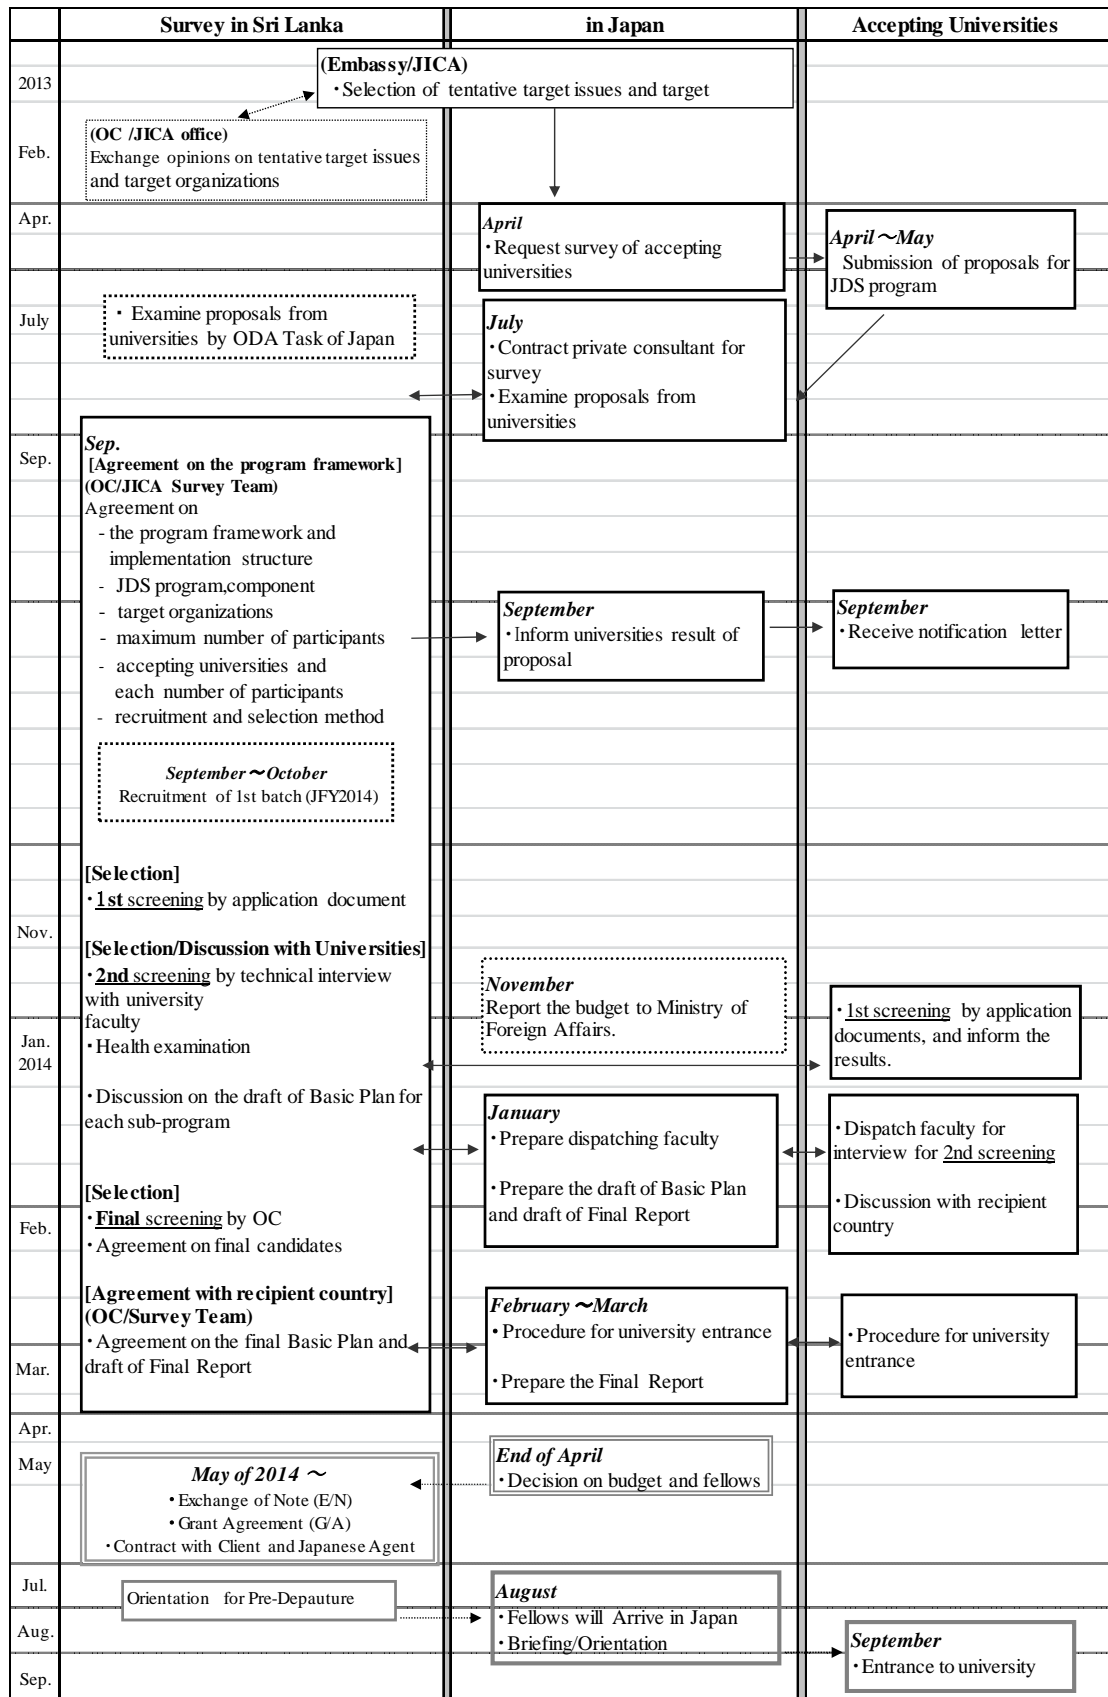 Survey in Sri Lanka
in Japan
Accepting Universities
2013
(Embassy/JICA)
・Selection of tentative target issues and target
Feb.
(OC /JICA office)
Exchange opinions on tentative target issues
and target organizations
Apr.
April
・Request survey of accepting
universities
April～May
Submission of proposals for
JDS program
July
・ Examine proposals from
universities by ODA Task of Japan
July
・Contract private consultant for
survey
・Examine proposals from
universities
Sep.
Sep.
[Agreement on the program framework]
(OC/JICA Survey Team)
Agreement on
- the program framework and
implementation structure
- JDS program,component
- target organizations
- maximum number of participants
- accepting universities and
each number of participants
- recruitment and selection method
September
・Inform universities result of
proposal
September
・Receive notification letter
September～October
Recruitment of 1st batch (JFY2014)
[Selection]
・1st screening by application document
Nov.
[Selection/Discussion with Universities]
・2nd screening by technical interview
with university
faculty
・Health examination
・Discussion on the draft of Basic Plan for
each sub-program
November
Report the budget to Ministry of
Foreign Affairs.
・1st screening by application
documents, and inform the
results.
Jan.
2014
January
・Prepare dispatching faculty
・Prepare the draft of Basic Plan
and draft of Final Report
・Dispatch faculty for
interview for 2nd screening
・Discussion with recipient
country
Feb.
[Selection]
・Final screening by OC
・Agreement on final candidates
[Agreement with recipient country]
(OC/Survey Team)
・Agreement on the final Basic Plan and
draft of Final Report
February～March
・Procedure for university entrance
・Prepare the Final Report
・Procedure for university
entrance
Mar.
Apr.
May
May of 2014 ～
・Exchange of Note (E/N)
・Grant Agreement (G/A)
・Contract with Client and Japanese Agent
End of April
・Decision on budget and fellows
Jul.
Orientation for Pre-Depauture
August
・Fellows will Arrive in Japan
・Briefing/Orientation
Aug.
September
・Entrance to university
Sep.